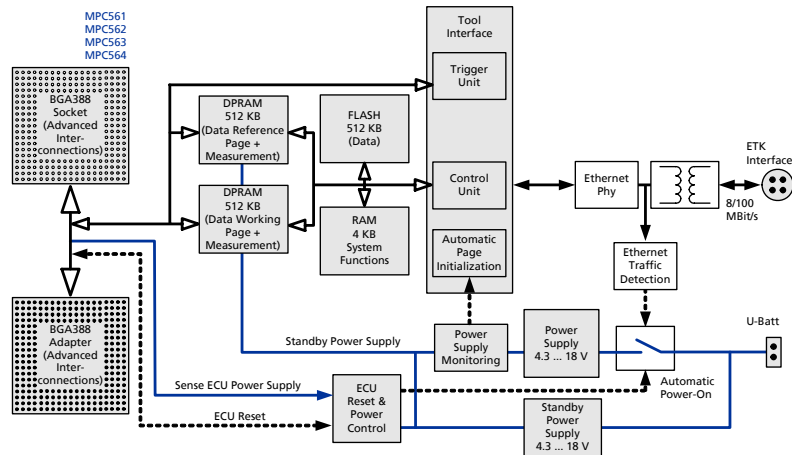 MPC561
MPC562
MPC563
MPC564
BGA388
Socket
(Advanced
Inter-
connections)
DPRAM
512 KB
(Data Reference
Page +
Measurement)
DPRAM
512 KB
(Data Working
Page +
Measurement)
FLASH
512 KB
(Data)
RAM
4 KB
System
Functions
Tool
Interface
Trigger
Unit
Control
Unit
Automatic
Page
Initialization
Ethernet
Phy
ETK
Interface
8/100
MBit/s
Ethernet
Traffic
Detection
BGA388
Adapter
(Advanced
Inter-
connections)
Standby Power Supply
Power
Supply
Monitoring
Power
Supply
4.3 ... 18 V
U-Batt
Automatic
Power-On
Sense ECU Power Supply
ECU Reset
ECU
Reset &
Power
Control
Standby
Power
Supply
4.3 ... 18 V